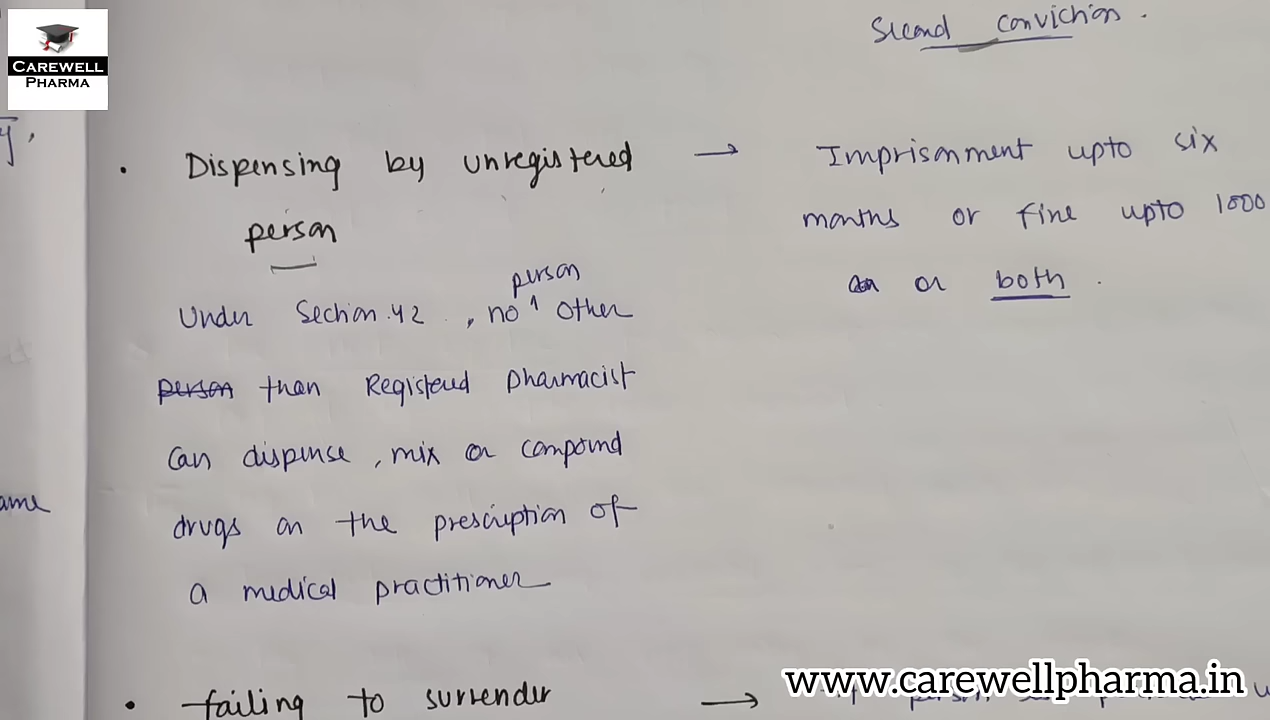 CAREWELL
PHARMA
Second conviction.
• Dispensing by unregistered → Imprisonment upto six
person
months or fine upto 1000
or both.
Under Section.42, no person other
person than Registerd pharmacist
can dispense, mix or compound
drugs on the prescription of
a medical practitioner
• failing to surrender →
person
www.carewellpharma.in